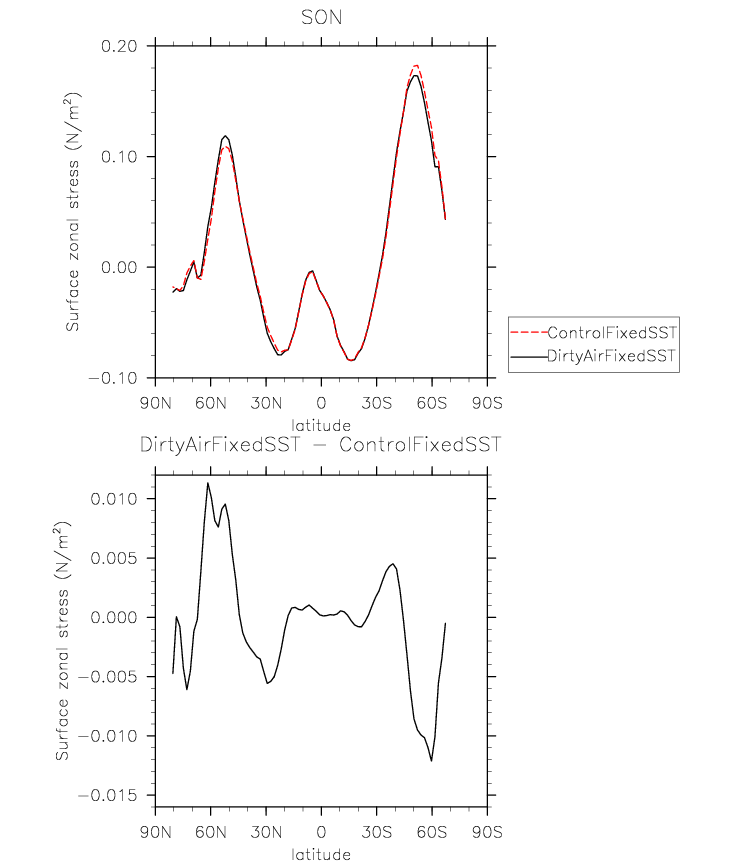 SON
Surface zonal stress (N/m²)
0.20
0.10
0.00
−0.10
90N 60N 30N 0 30S 60S 90S
latitude
ControlFixedSST
DirtyAirFixedSST
DirtyAirFixedSST − ControlFixedSST
Surface zonal stress (N/m²)
0.010
0.005
0.000
−0.005
−0.010
−0.015
90N 60N 30N 0 30S 60S 90S
latitude